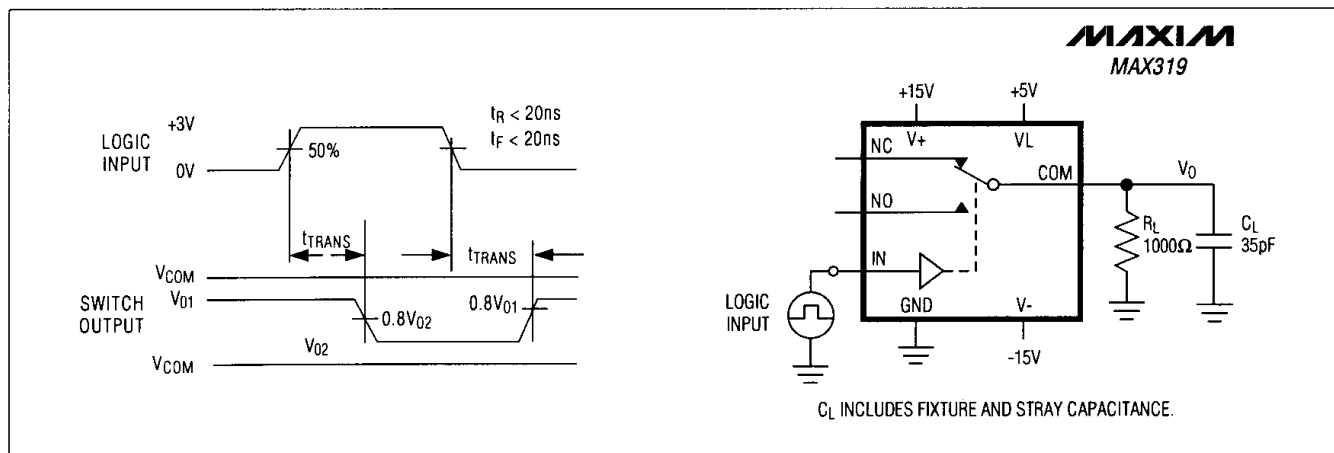 MAXIM
MAX319
LOGIC INPUT
+3V
0V
50%
tR < 20ns
tF < 20ns
tTRANS
tTRANS
VCOM
SWITCH OUTPUT
V01
0.8V02
0.8V01
V02
VCOM
+15V
+5V
V+
VL
NC
COM
VO
NO
RL
1000Ω
CL
35pF
IN
LOGIC INPUT
GND
V-
-15V
CL INCLUDES FIXTURE AND STRAY CAPACITANCE.